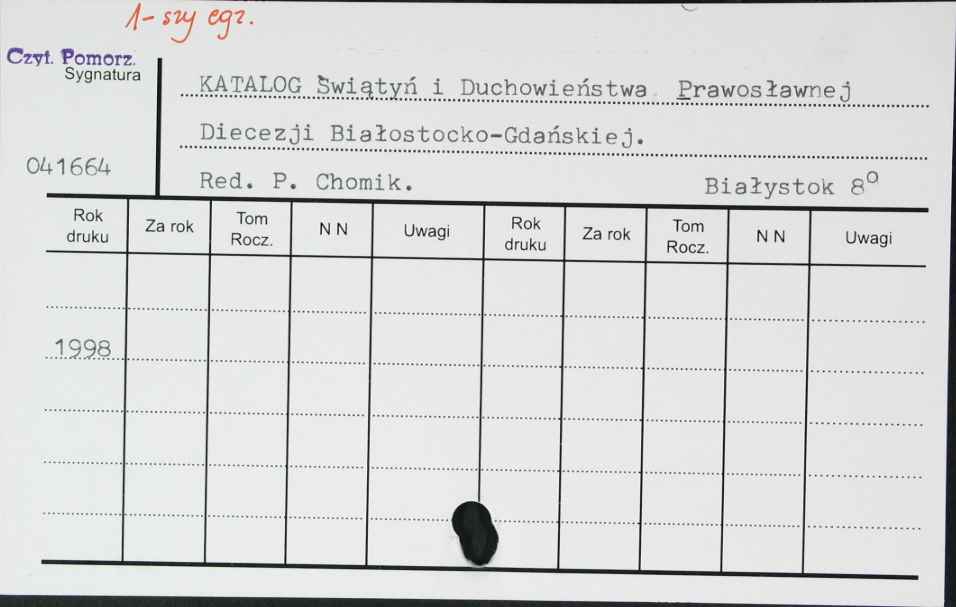 1-szy egz.
Czyt. Pomorz.
Sygnatura
KATALOG Świątyń i Duchowieństwa Prawosławnej
Diecezji Białostocko-Gdańskiej.
041664
Red. P. Chomik. Białystok 8º
Rok druku Za rok Tom Rocz. N N Uwagi Rok druku Za rok Tom Rocz. N N Uwagi
1998